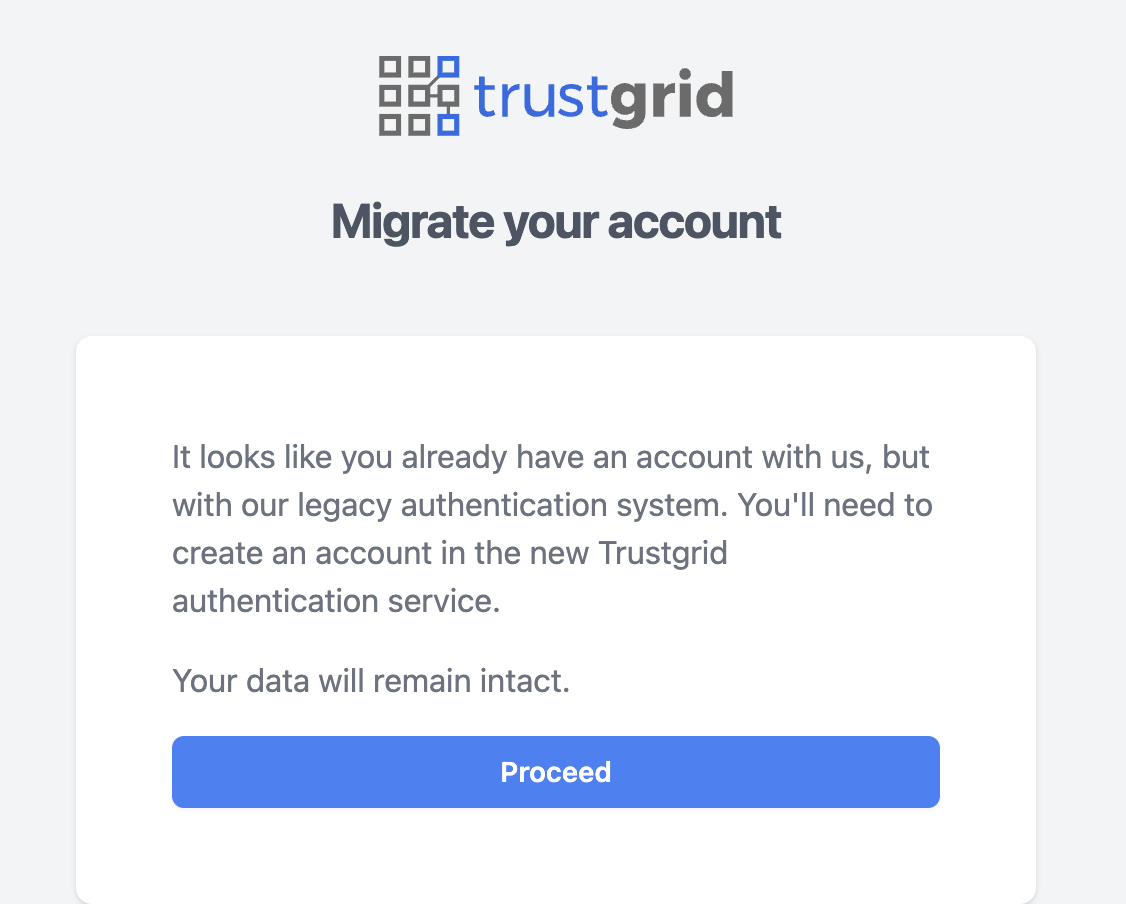 trustgrid
Migrate your account
It looks like you already have an account with us, but
with our legacy authentication system. You'll need to
create an account in the new Trustgrid
authentication service.
Your data will remain intact.
Proceed